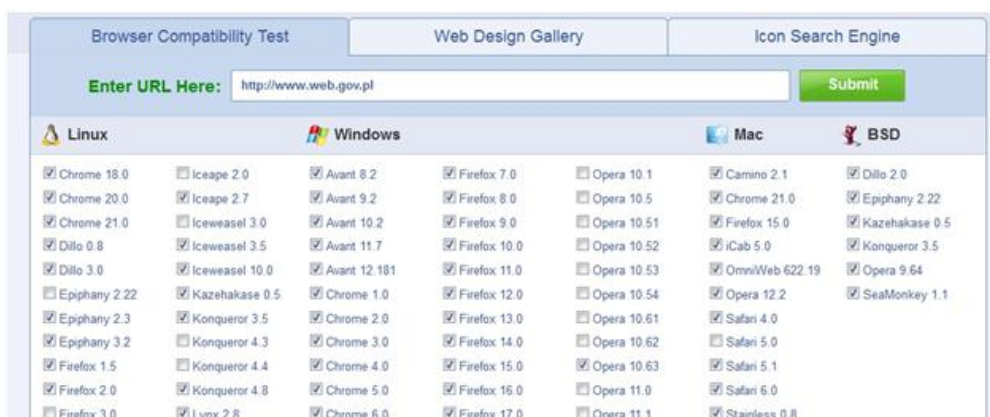 Browser Compatibility Test Web Design Gallery Icon Search Engine
Enter URL Here: http://www.web.gov.pl Submit
Linux Windows Mac BSD
Chrome 18.0 Iceape 2.0 Avant 8.2 Firefox 7.0 Opera 10.1 Camino 2.1 Dillo 2.0
Chrome 20.0 Iceape 2.7 Avant 9.2 Firefox 8.0 Opera 10.5 Chrome 21.0 Epiphany 2.22
Chrome 21.0 Iceweasel 3.0 Avant 10.2 Firefox 9.0 Opera 10.51 Firefox 15.0 Kazehakase 0.5
Dillo 0.8 Iceweasel 3.5 Avant 11.7 Firefox 10.0 Opera 10.52 iCab 5.0 Konqueror 3.5
Dillo 3.0 Iceweasel 10.0 Avant 12.181 Firefox 11.0 Opera 10.53 OmniWeb 622.19 Opera 9.64
Epiphany 2.22 Kazehakase 0.5 Chrome 1.0 Firefox 12.0 Opera 10.54 Opera 12.2 SeaMonkey 1.1
Epiphany 2.3 Konqueror 3.5 Chrome 2.0 Firefox 13.0 Opera 10.61 Safari 4.0
Epiphany 3.2 Konqueror 4.3 Chrome 3.0 Firefox 14.0 Opera 10.62 Safari 5.0
Firefox 1.5 Konqueror 4.4 Chrome 4.0 Firefox 15.0 Opera 10.63 Safari 5.1
Firefox 2.0 Konqueror 4.8 Chrome 5.0 Firefox 16.0 Opera 11.0 Safari 6.0
Firefox 3.0 Lynx 2.8 Chrome 6.0 Firefox 17.0 Opera 11.1 Stainless 0.8